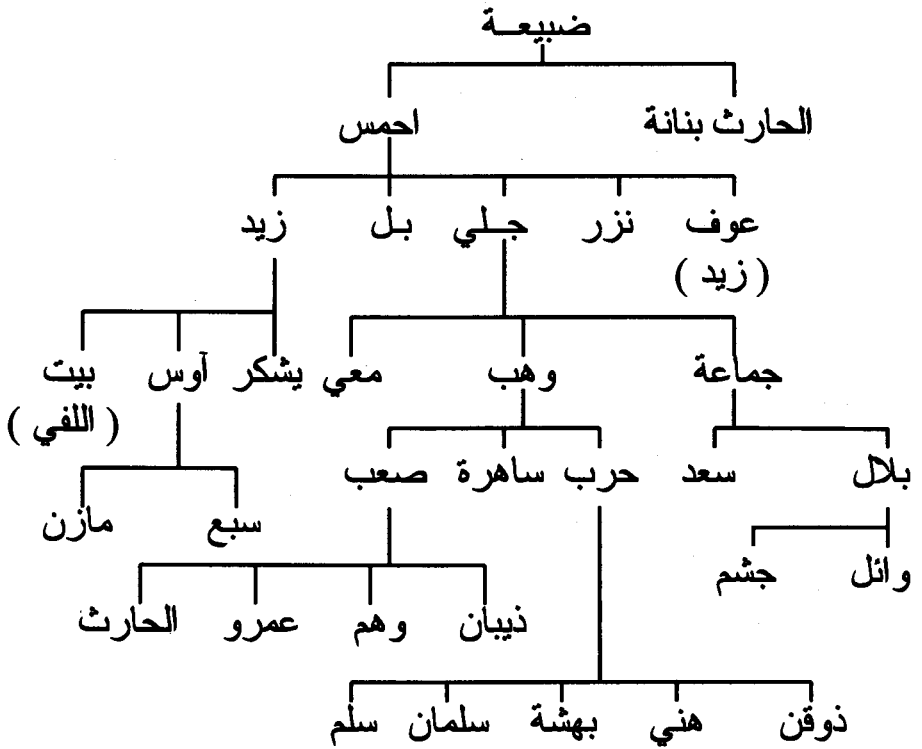 ضبيعة
الحارث بنانة احمس
عوف نزر جلي بل زيد
(زيد)
جماعة وهب معي يشكر آوس بيت
(اللفي)
بلال سعد حرب ساهرة صعب سبع مازن
وائل جشم
ذيبان وهم عمرو الحارث
ذوقن هني بهشة سلمان سلم